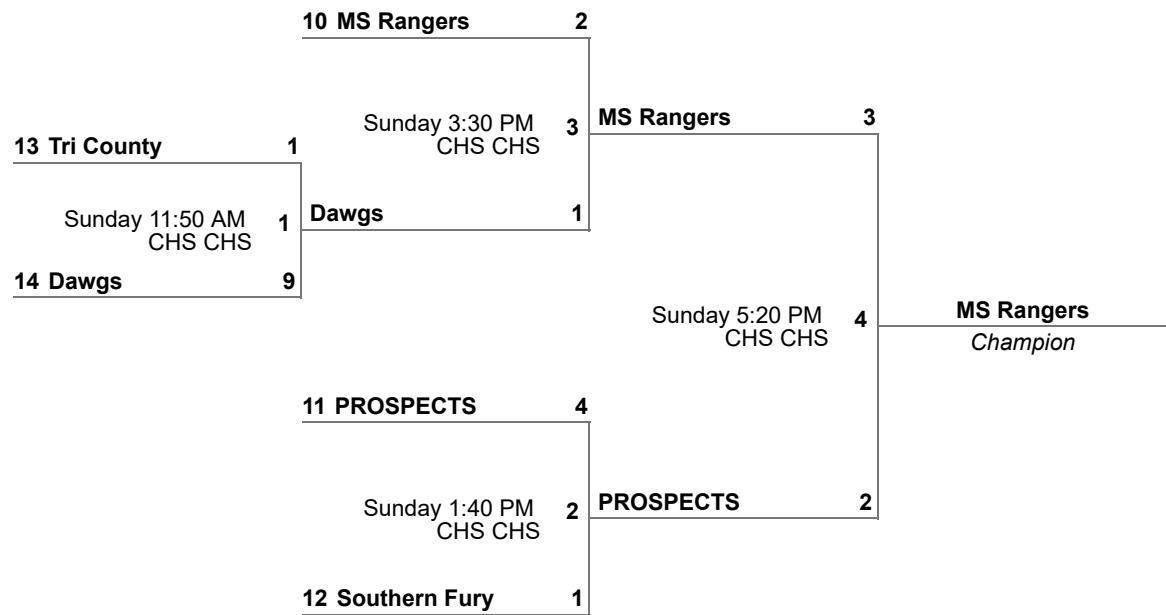 10 MS Rangers 2
Sunday 3:30 PM 3
CHS CHS
MS Rangers 3
13 Tri County 1
Sunday 11:50 AM 1
CHS CHS
Dawgs 1
14 Dawgs 9
Sunday 5:20 PM 4
CHS CHS
MS Rangers
Champion
11 PROSPECTS 4
Sunday 1:40 PM 2
CHS CHS
PROSPECTS 2
12 Southern Fury 1